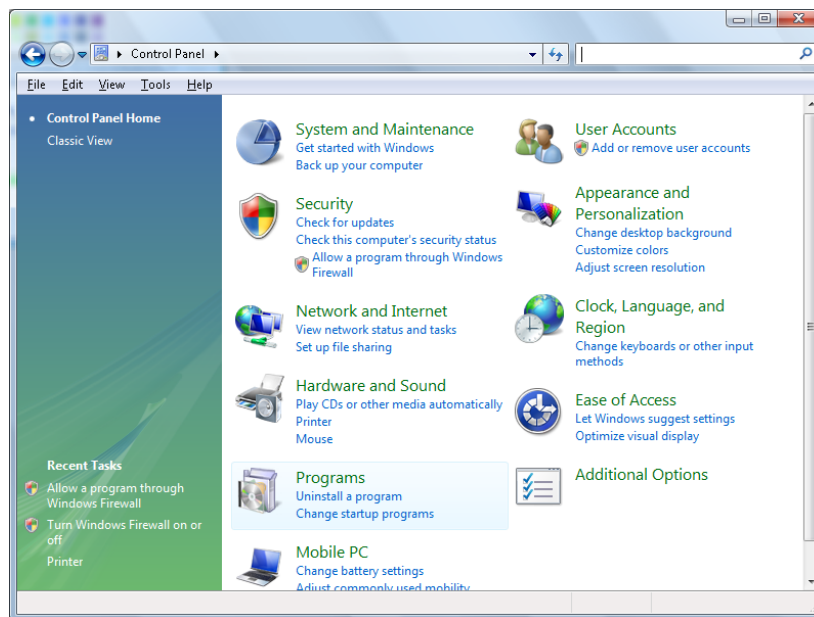 Control Panel
File Edit View Tools Help
Control Panel Home
Classic View
System and Maintenance
Get started with Windows
Back up your computer
Security
Check for updates
Check this computer's security status
Allow a program through Windows
Firewall
Network and Internet
View network status and tasks
Set up file sharing
Hardware and Sound
Play CDs or other media automatically
Printer
Mouse
Programs
Uninstall a program
Change startup programs
Mobile PC
Change battery settings
Adjust commonly used mobility
User Accounts
Add or remove user accounts
Appearance and
Personalization
Change desktop background
Customize colors
Adjust screen resolution
Clock, Language, and
Region
Change keyboards or other input
methods
Ease of Access
Let Windows suggest settings
Optimize visual display
Additional Options
Recent Tasks
Allow a program through
Windows Firewall
Turn Windows Firewall on or
off
Printer